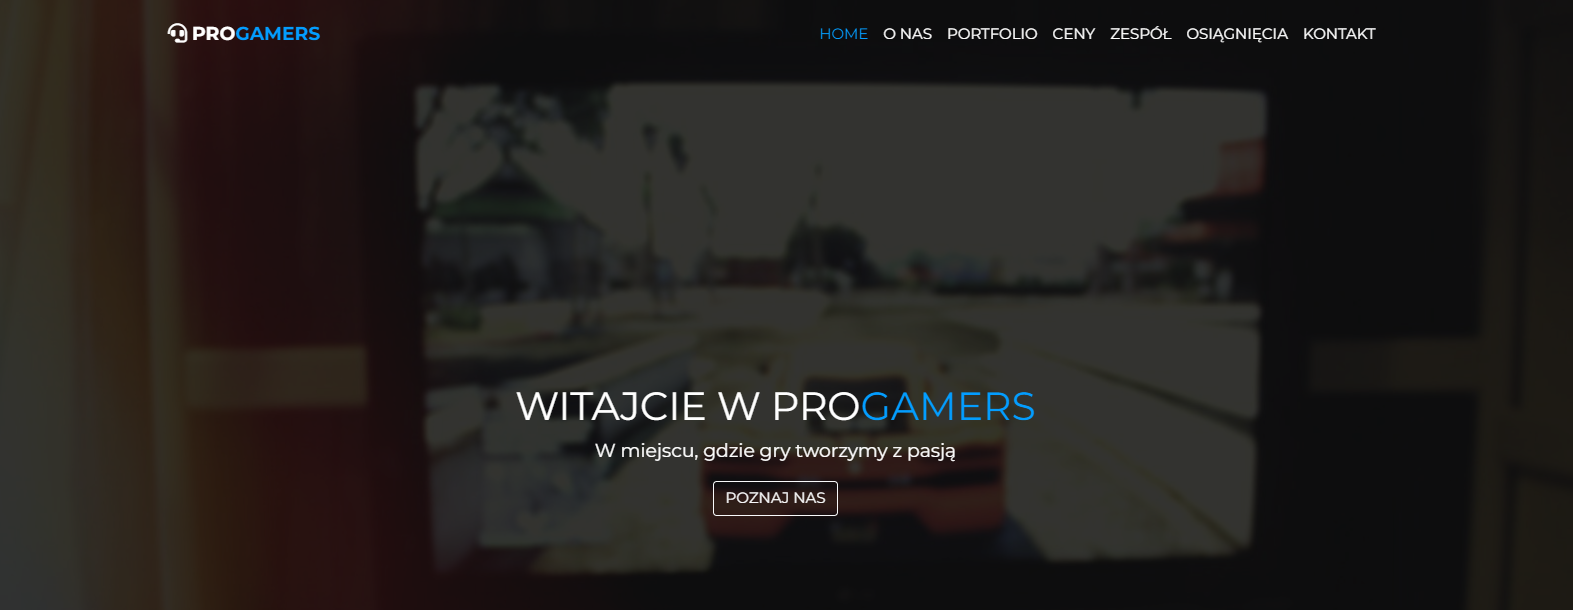 PROGAMERS
HOME O NAS PORTFOLIO CENY ZESPÓŁ OSIĄGNIĘCIA KONTAKT
WITAJCIE W PROGAMERS
W miejscu, gdzie gry tworzymy z pasją
POZNAJ NAS